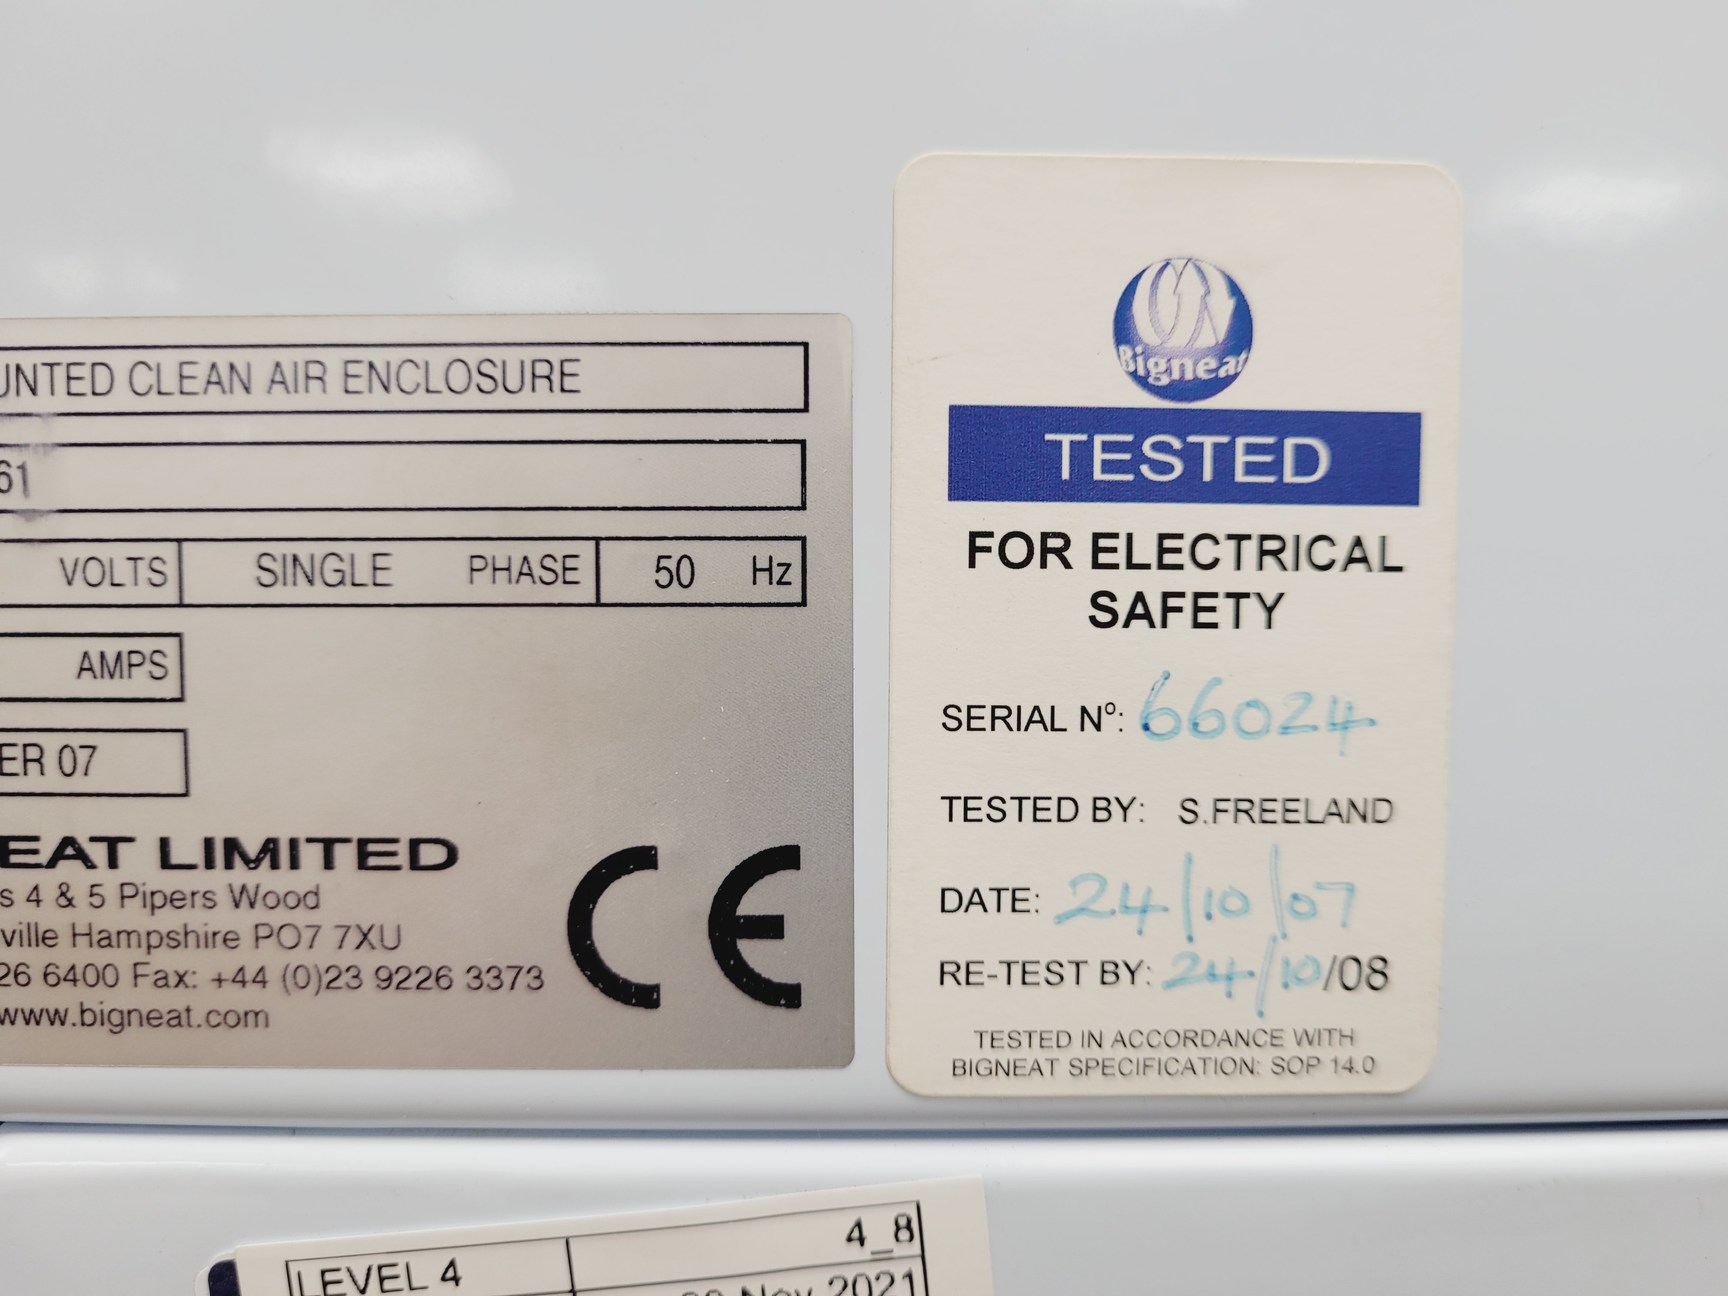 UNTED CLEAN AIR ENCLOSURE
61
VOLTS SINGLE PHASE 50 Hz
AMPS
ER 07
EAT LIMITED
s 4 & 5 Pipers Wood
ville Hampshire PO7 7XU
26 6400 Fax: +44 (0)23 9226 3373
www.bigneat.com
CE
Bigneat
TESTED
FOR ELECTRICAL
SAFETY
SERIAL Nº: 66024
TESTED BY: S.FREELAND
DATE: 24/10/07
RE-TEST BY: 24/10/08
TESTED IN ACCORDANCE WITH
BIGNEAT SPECIFICATION: SOP 14.0
LEVEL 4 4_8
Nov 2021